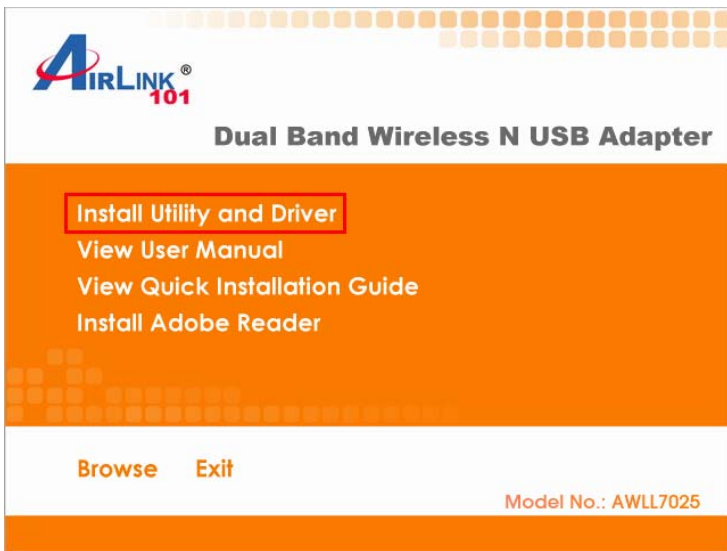 AIRLINK®
101
Dual Band Wireless N USB Adapter
Install Utility and Driver
View User Manual
View Quick Installation Guide
Install Adobe Reader
Browse Exit
Model No.: AWLL7025